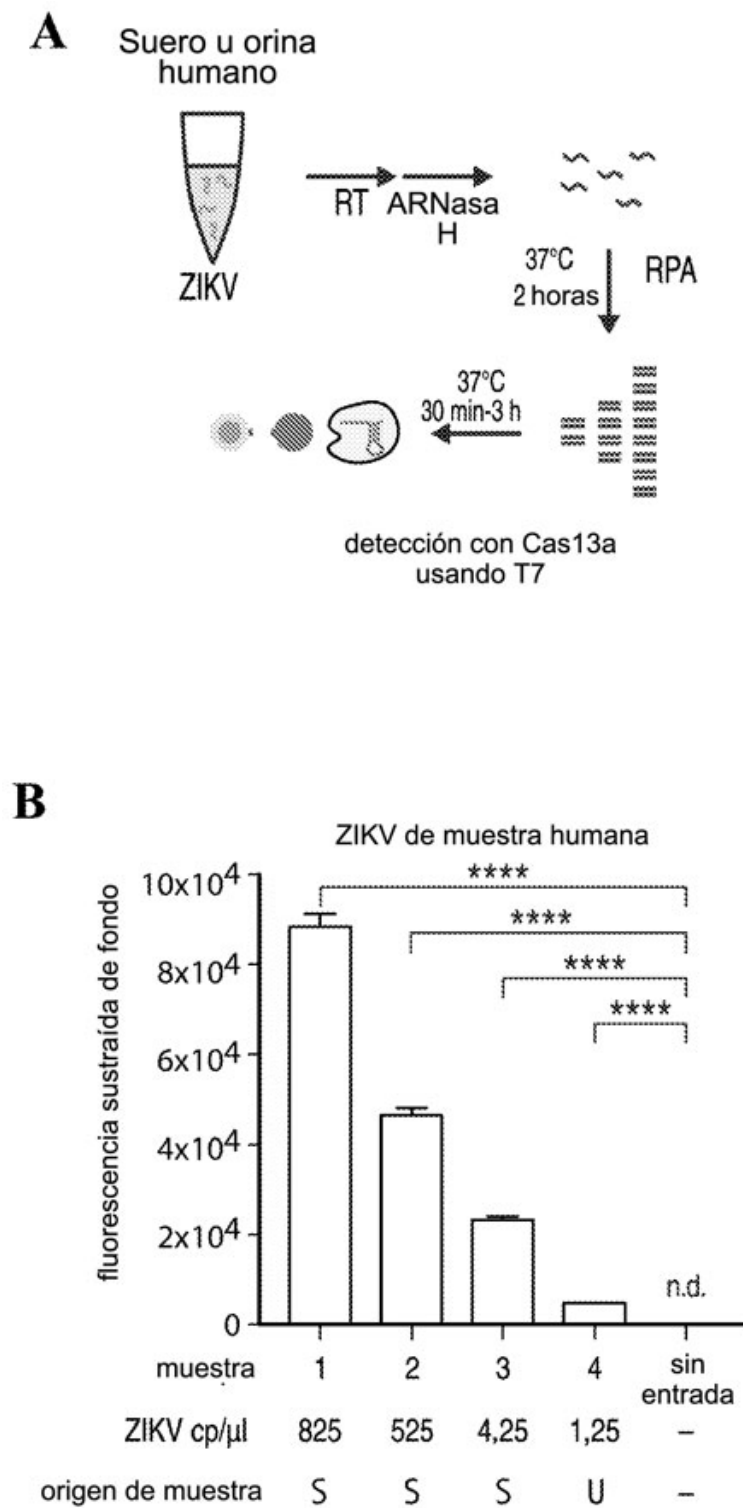 A
Suero u orina
humano
ZIKV
RT
ARNasa
H
37°C
2 horas
RPA
37°C
30 min-3 h
detección con Cas13a
usando T7
B
ZIKV de muestra humana
fluorescencia sustraída de fondo
10x10⁴
8x10⁴
6x10⁴
4x10⁴
2x10⁴
0
****
****
****
****
n.d.
muestra 1 2 3 4 sin
entrada
ZIKV cp/µl 825 525 4,25 1,25 –
origen de muestra S S S U –